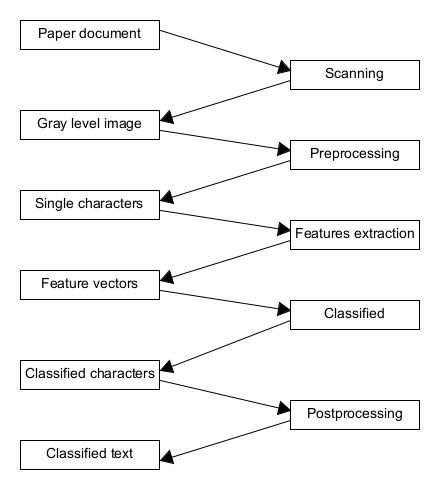 Paper document
Scanning
Gray level image
Preprocessing
Single characters
Features extraction
Feature vectors
Classified
Classified characters
Postprocessing
Classified text